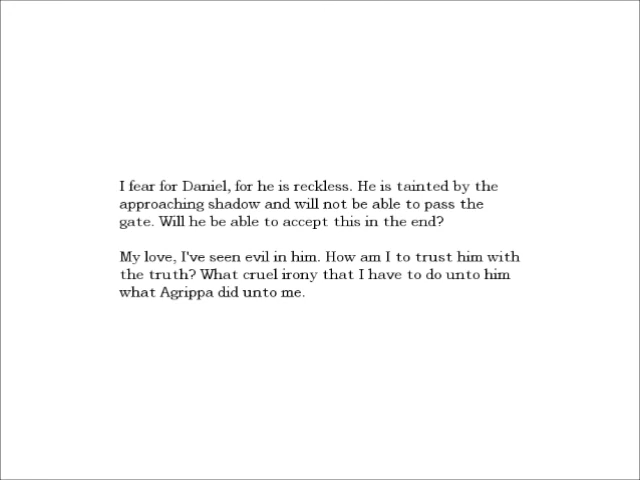 I fear for Daniel, for he is reckless. He is tainted by the
approaching shadow and will not be able to pass the
gate. Will he be able to accept this in the end?
My love, I've seen evil in him. How am I to trust him with
the truth? What cruel irony that I have to do unto him
what Agrippa did unto me.